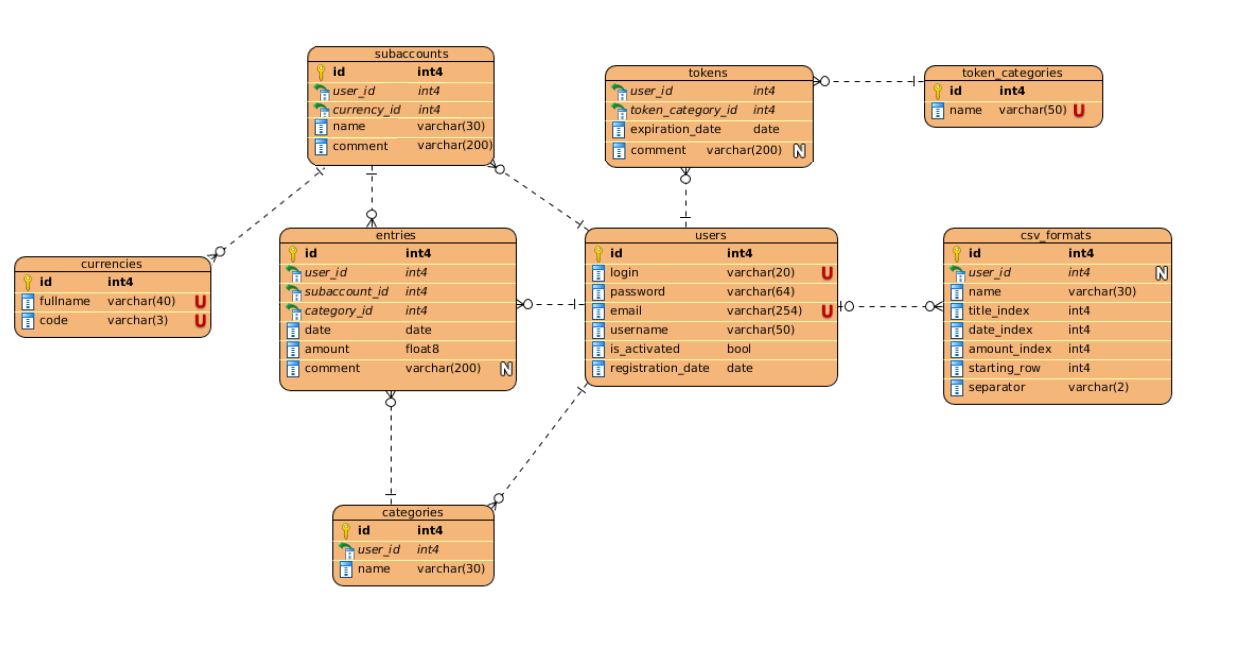 subaccounts
id int4
user_id int4
currency_id int4
name varchar(30)
comment varchar(200)
tokens
user_id int4
token_category_id int4
expiration_date date
comment varchar(200) N
token_categories
id int4
name varchar(50) U
currencies
id int4
fullname varchar(40) U
code varchar(3) U
entries
id int4
user_id int4
subaccount_id int4
category_id int4
date date
amount float8
comment varchar(200) N
users
id int4
login varchar(20) U
password varchar(64)
email varchar(254) U
username varchar(50)
is_activated bool
registration_date date
csv_formats
id int4
user_id int4 N
name varchar(30)
title_index int4
date_index int4
amount_index int4
starting_row int4
separator varchar(2)
categories
id int4
user_id int4
name varchar(30)